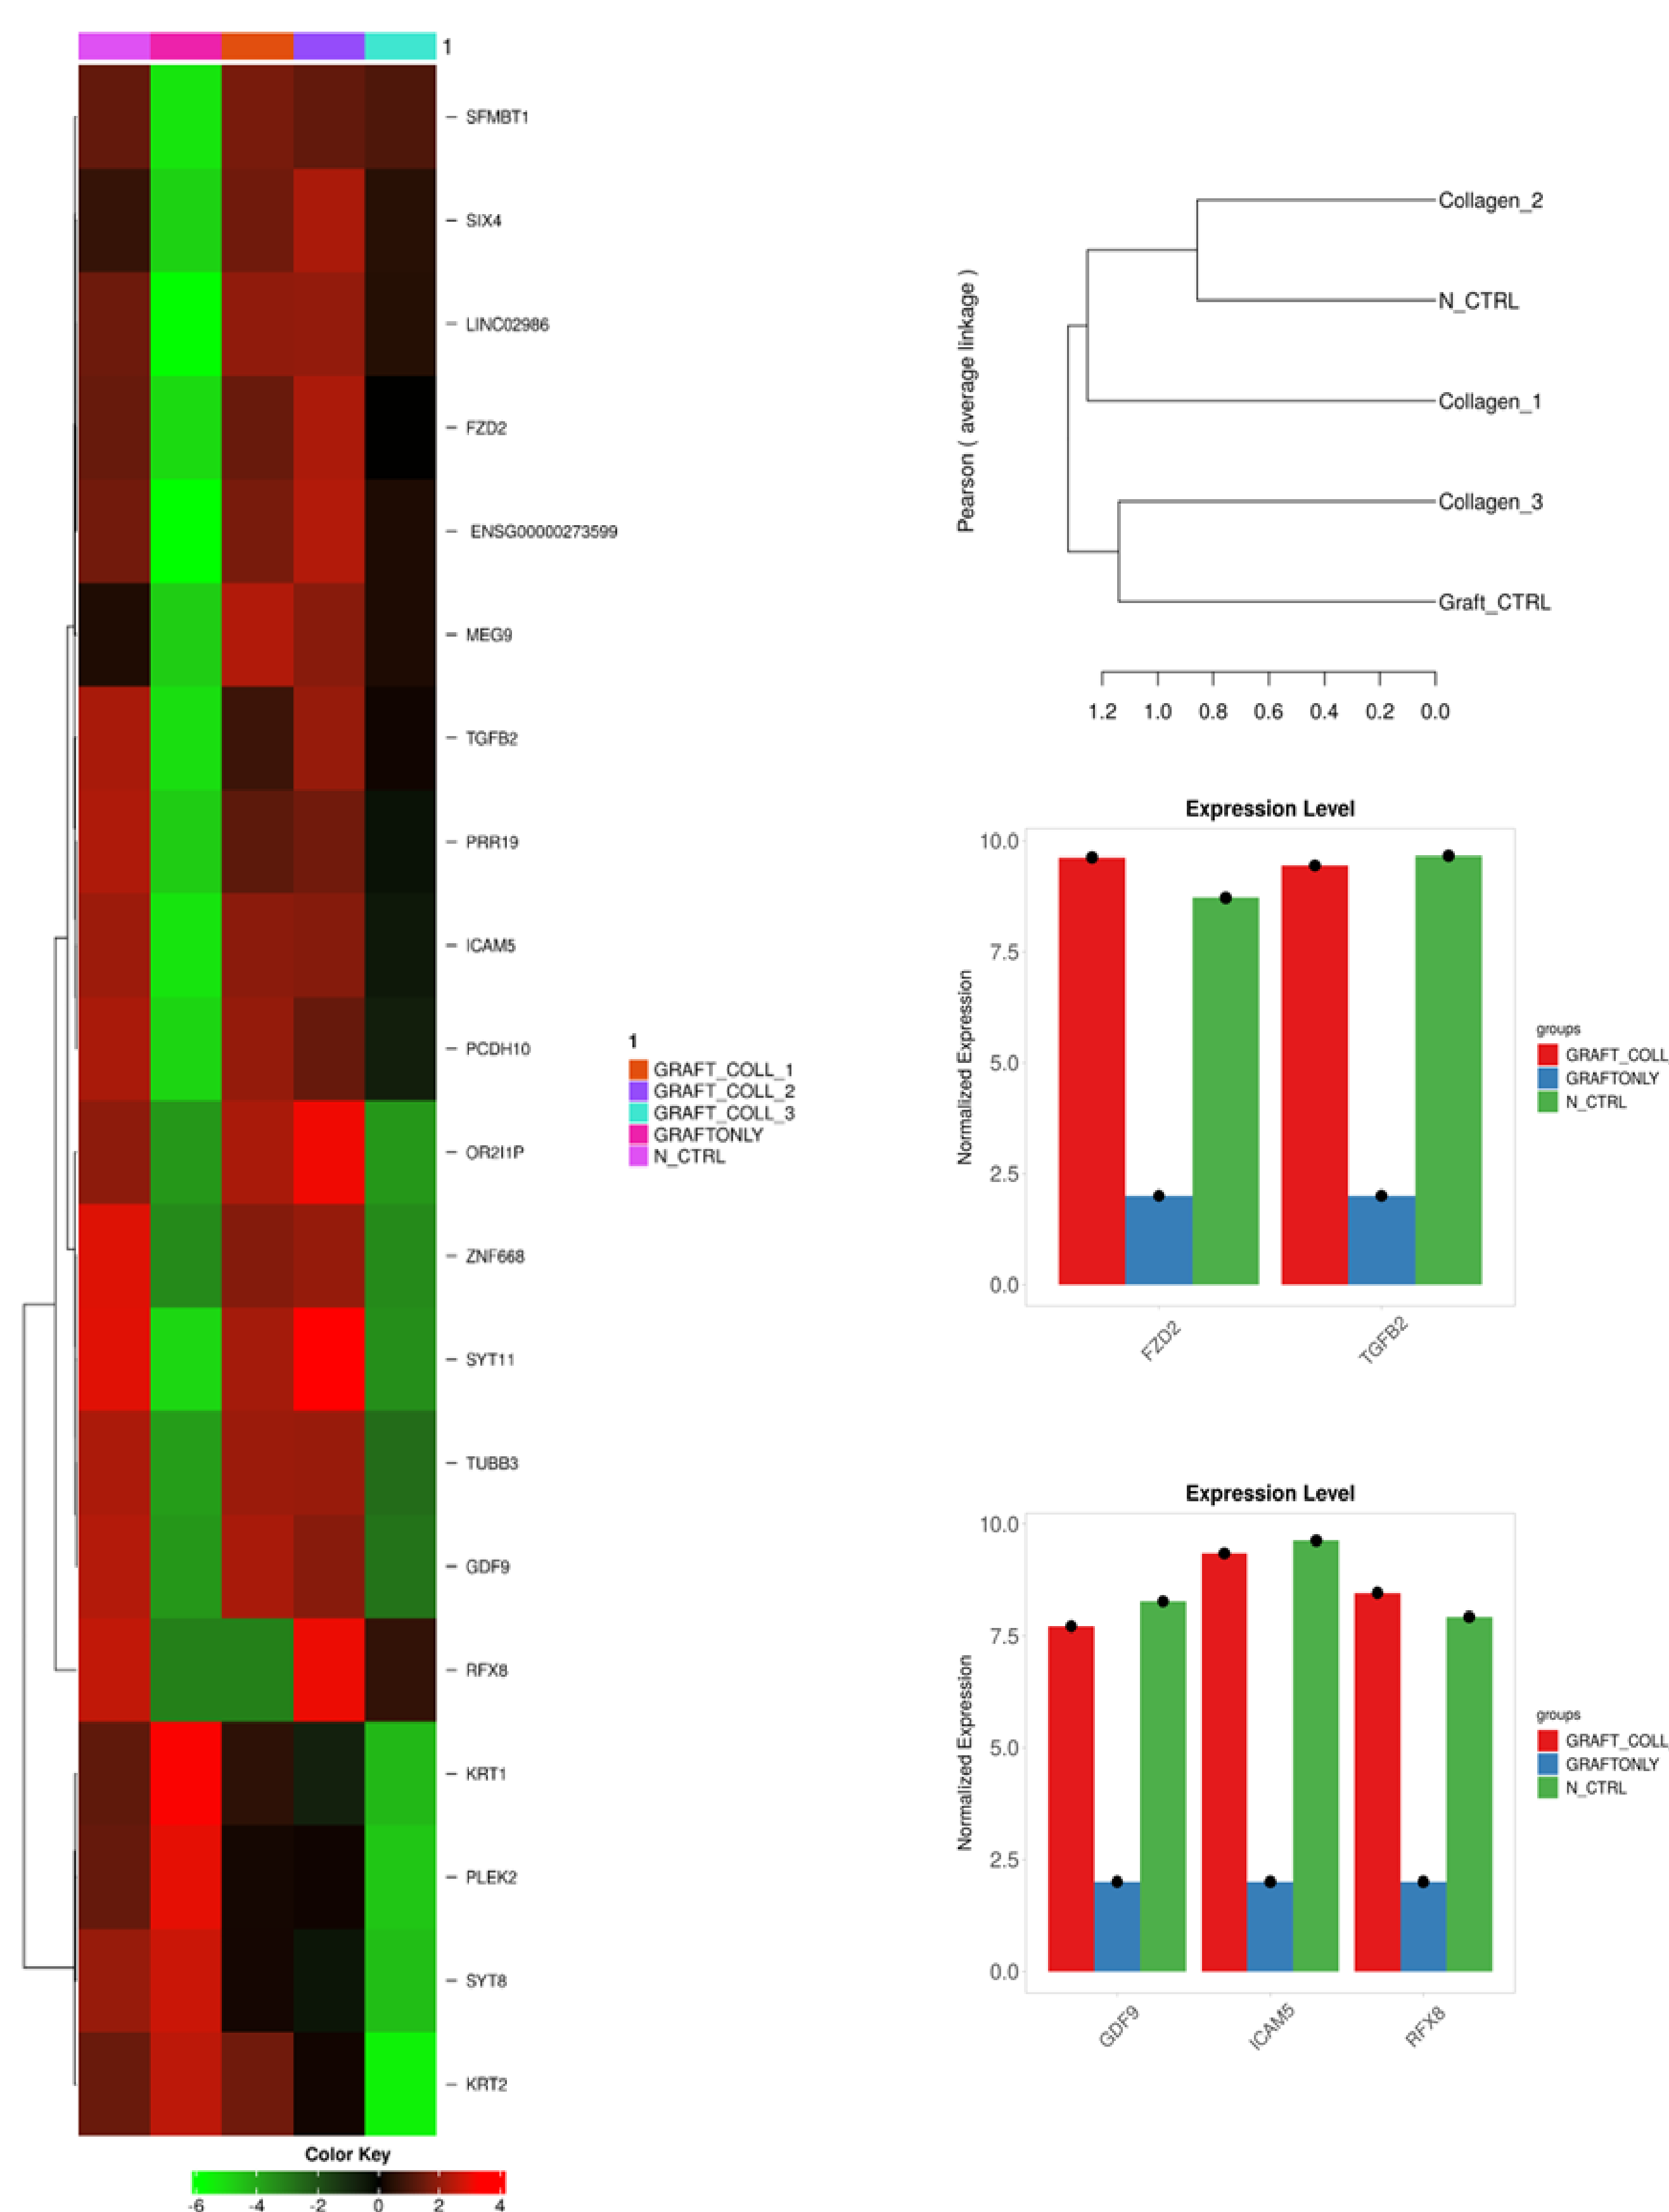 1
SFMBT1
SIX4
LINC02986
FZD2
ENSG00000273599
MEG9
TGFB2
PRR19
ICAM5
PCDH10
OR2I1P
ZNF668
SYT11
TUBB3
GDF9
RFX8
KRT1
PLEK2
SYT8
KRT2
Color Key
-6 -4 -2 0 2 4
1
GRAFT_COLL_1
GRAFT_COLL_2
GRAFT_COLL_3
GRAFTONLY
N_CTRL
Pearson ( average linkage )
Collagen_2
N_CTRL
Collagen_1
Collagen_3
Graft_CTRL
1.2 1.0 0.8 0.6 0.4 0.2 0.0
Expression Level
Normalized Expression
10.0
7.5
5.0
2.5
0.0
FZD2 TGFB2
groups
GRAFT_COLL
GRAFTONLY
N_CTRL
Expression Level
Normalized Expression
10.0
7.5
5.0
2.5
0.0
GDF9 ICAM5 RFX8
groups
GRAFT_COLL
GRAFTONLY
N_CTRL